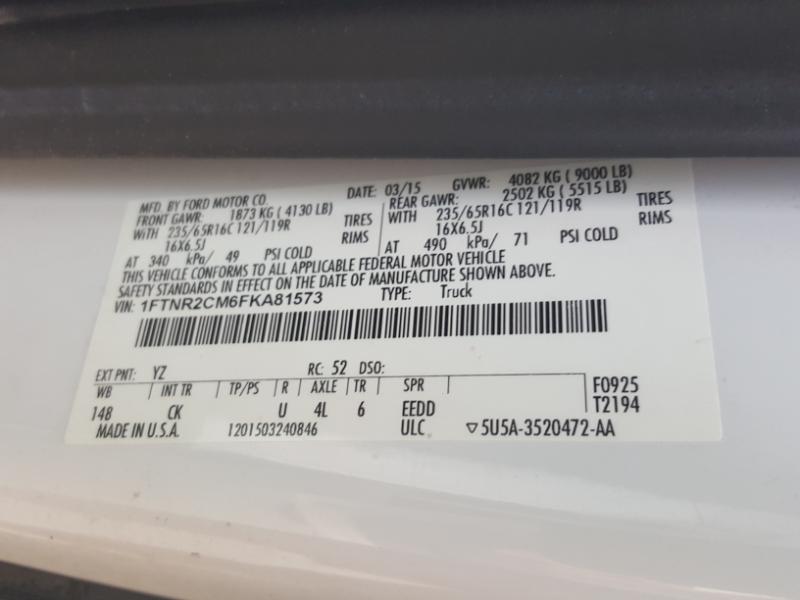 MFD. BY FORD MOTOR CO. DATE: 03/15 GVWR: 4082 KG ( 9000 LB)
FRONT GAWR: 1873 KG ( 4130 LB) REAR GAWR: 2502 KG ( 5515 LB)
WITH 235/65R16C 121/119R TIRES WITH 235/65R16C 121/119R TIRES
16X6.5J RIMS 16X6.5J RIMS
AT 340 kPa/ 49 PSI COLD AT 490 kPa/ 71 PSI COLD
THIS VEHICLE CONFORMS TO ALL APPLICABLE FEDERAL MOTOR VEHICLE
SAFETY STANDARDS IN EFFECT ON THE DATE OF MANUFACTURE SHOWN ABOVE.
VIN: 1FTNR2CM6FKA81573 TYPE: Truck
EXT PNT: YZ RC: 52 DSO:
WB INT TR TP/PS R AXLE TR SPR F0925
148 CK U 4L 6 EEDD T2194
MADE IN U.S.A. 1201503240846 ULC ▽5U5A-3520472-AA